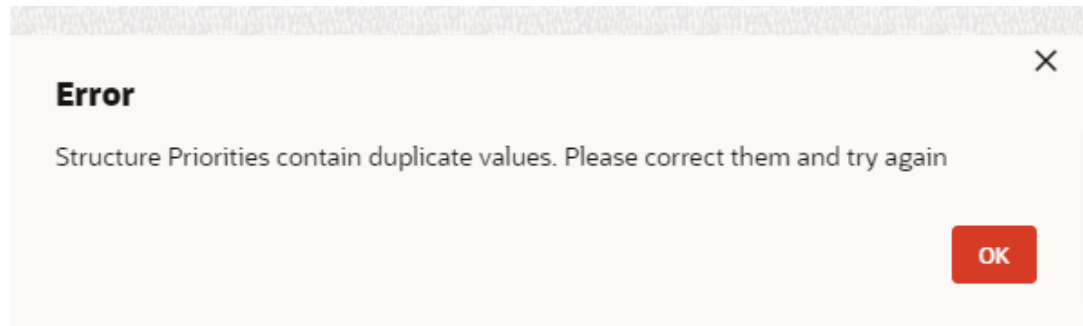 Error
Structure Priorities contain duplicate values. Please correct them and try again
OK